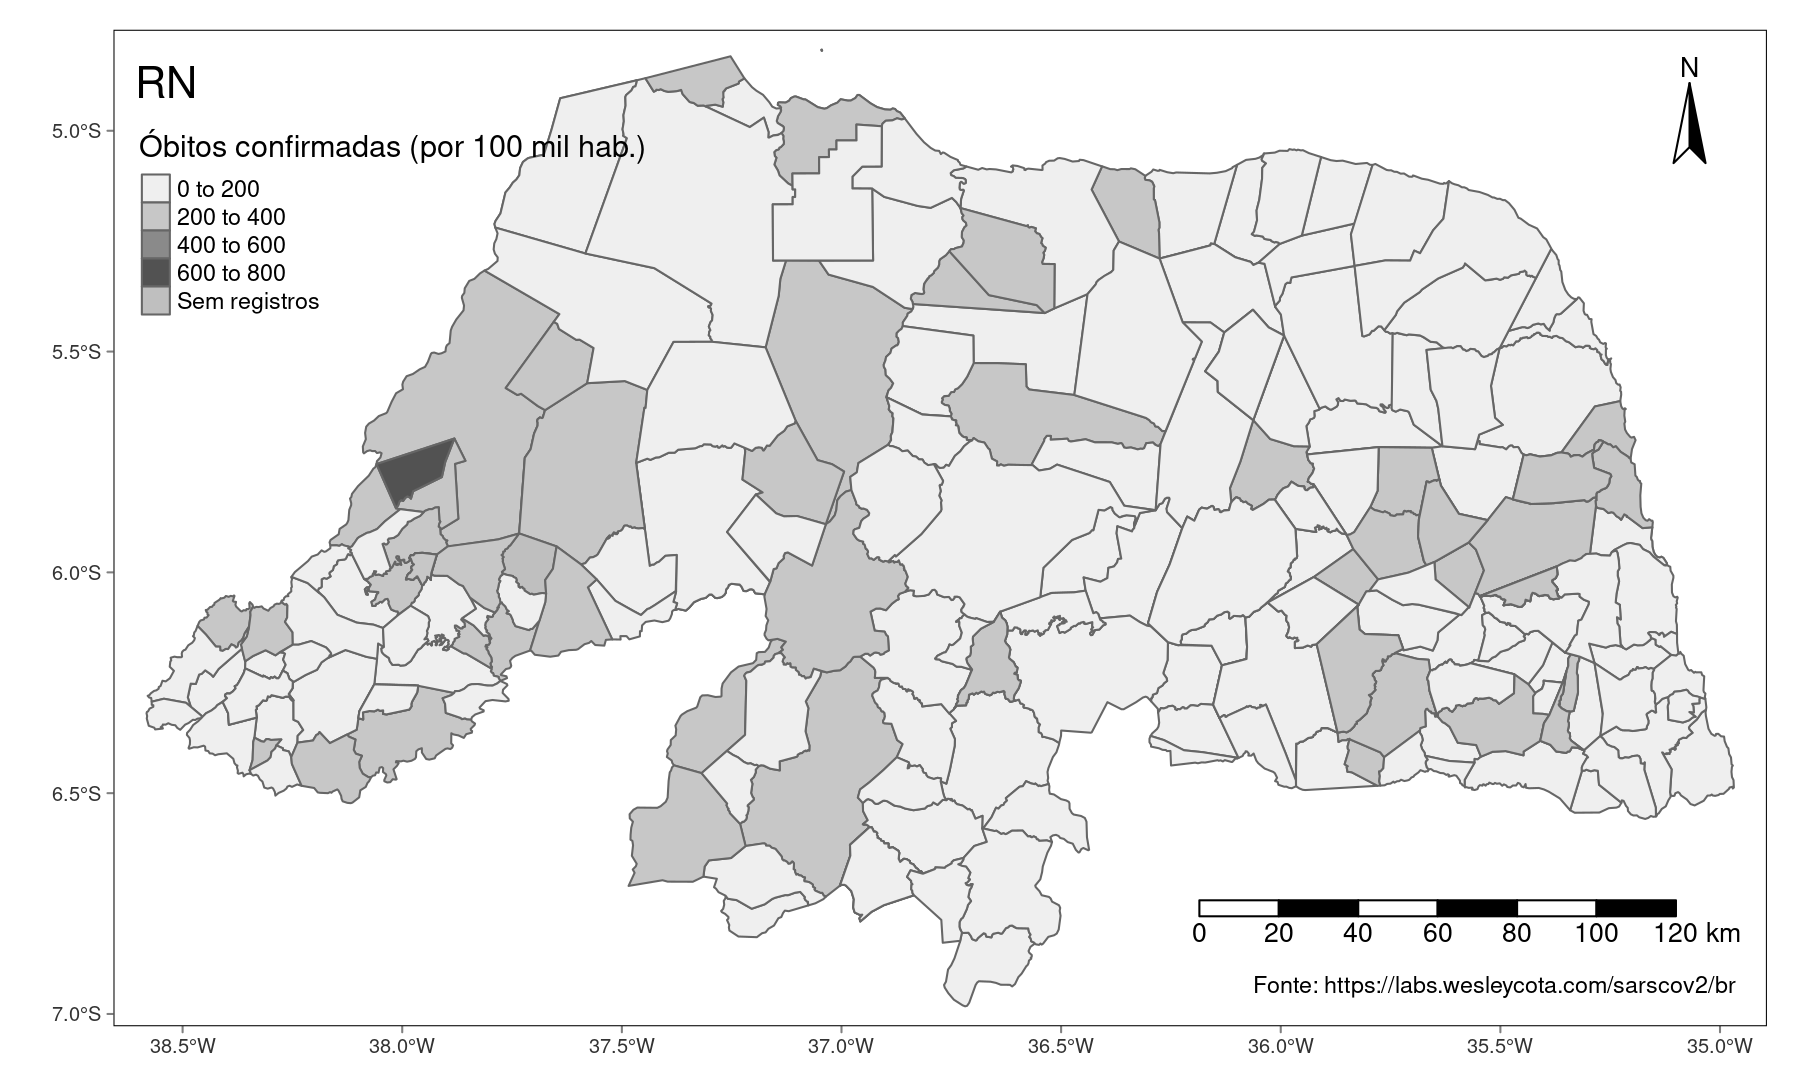 RN
N
Óbitos confirmadas (por 100 mil hab.)
0 to 200
200 to 400
400 to 600
600 to 800
Sem registros
5.0°S
5.5°S
6.0°S
6.5°S
7.0°S
0 20 40 60 80 100 120 km
Fonte: https://labs.wesleycota.com/sarscov2/br
38.5°W 38.0°W 37.5°W 37.0°W 36.5°W 36.0°W 35.5°W 35.0°W